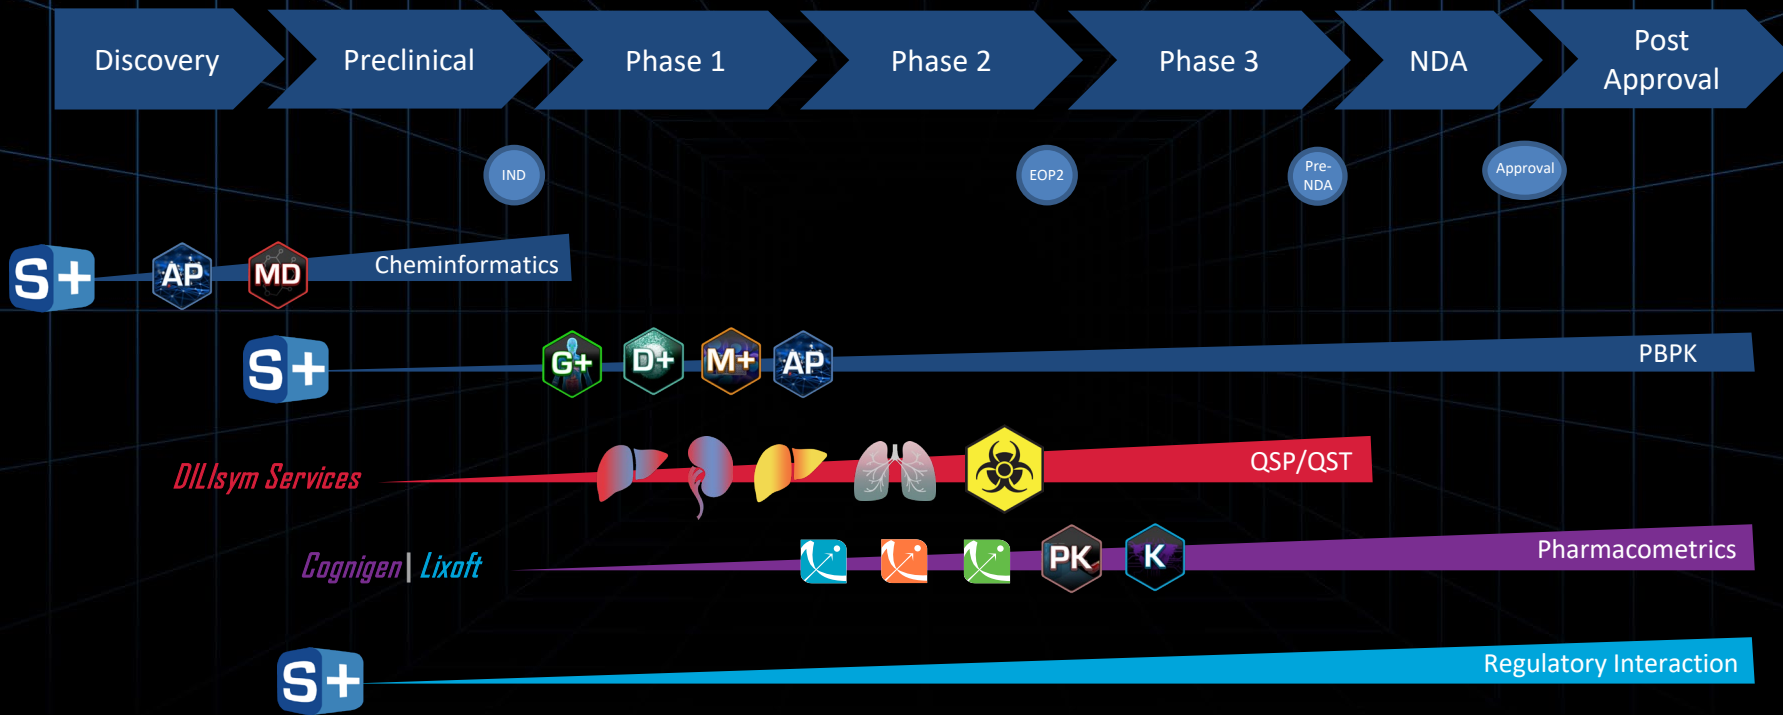 Discovery
Preclinical
Phase 1
Phase 2
Phase 3
NDA
Post
Approval
IND
EOP2
Pre-
NDA
Approval
S+
AP
MD
Cheminformatics
S+
G+
D+
M+
AP
PBPK
DILIsym Services
QSP/QST
Cognigen | Lixoft
PK
K
Pharmacometrics
S+
Regulatory Interaction